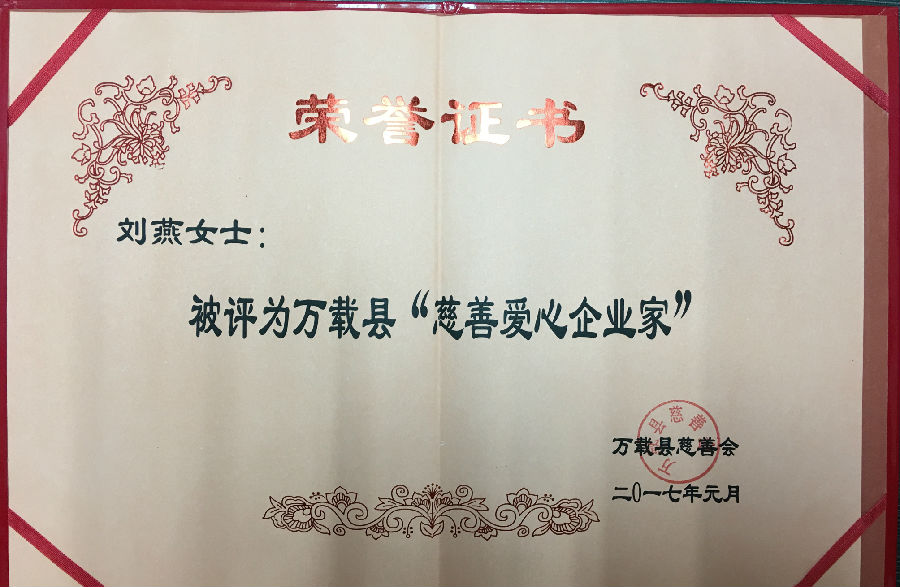 荣誉证书
刘燕女士：
被评为万载县“慈善爱心企业家”
万载县慈善会
二〇一七年元月